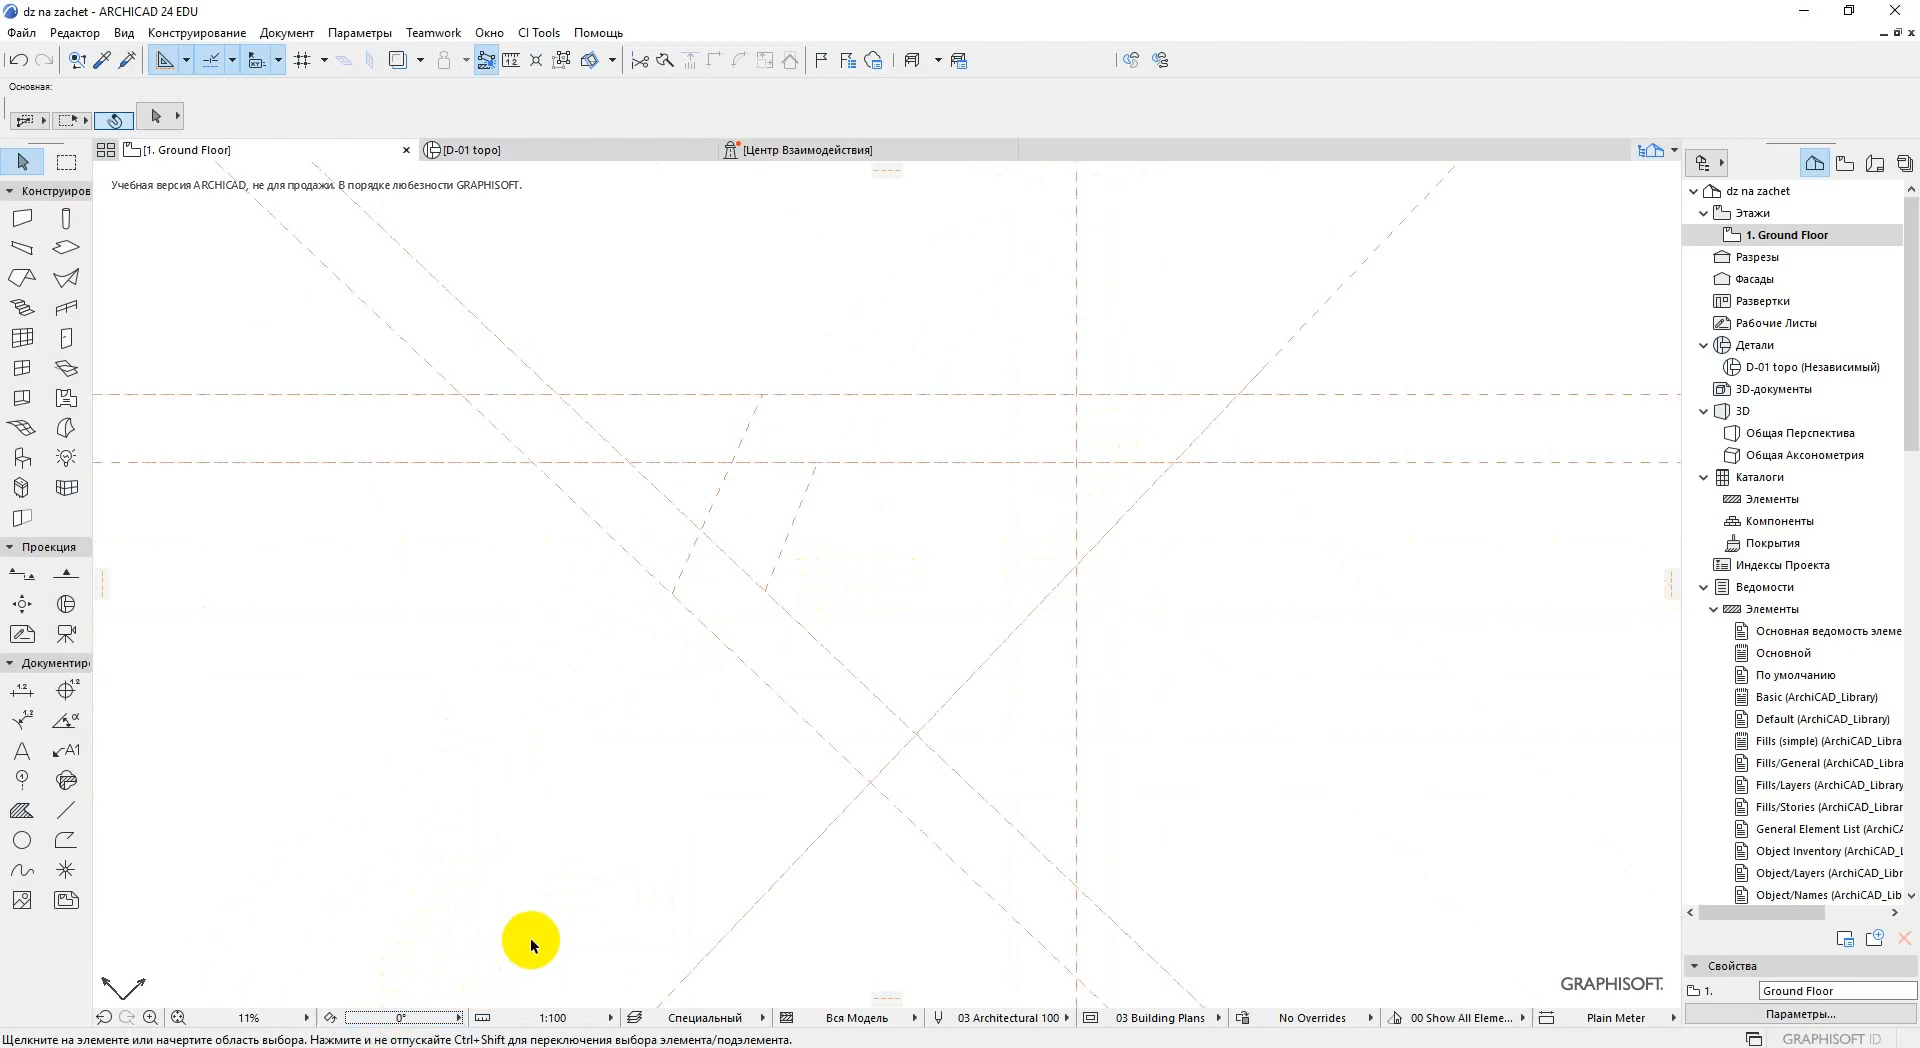 dz na zachet - ARCHICAD 24 EDU
Файл Редактор Вид Конструирование Документ Параметры Teamwork Окно CI Tools Помощь
Основная:
[1. Ground Floor] [D-01 topo] [Центр Взаимодействия]
Учебная версия ARCHICAD, не для продажи. В порядке любезности GRAPHISOFT.
Конструиров
Проекция
Документир
dz na zachet
Этажи
1. Ground Floor
Разрезы
Фасады
Развертки
Рабочие Листы
Детали
D-01 topo (Независимый)
3D-документы
3D
Общая Перспектива
Общая Аксонометрия
Каталоги
Элементы
Компоненты
Покрытия
Индексы Проекта
Ведомости
Элементы
Основная ведомость элеме
Основной
По умолчанию
Basic (ArchiCAD_Library)
Default (ArchiCAD_Library)
Fills (simple) (ArchiCAD_Libra
Fills/General (ArchiCAD_Libra
Fills/Layers (ArchiCAD_Library
Fills/Stories (ArchiCAD_Librar
General Element List (ArchiCA
Object Inventory (ArchiCAD_L
Object/Layers (ArchiCAD_Libr
Object/Names (ArchiCAD_Lib
Свойства
1. Ground Floor
Параметры...
GRAPHISOFT.
11% 0° 1:100 Специальный Вся Модель 03 Architectural 100 03 Building Plans No Overrides 00 Show All Eleme... Plain Meter
Щелкните на элементе или начертите область выбора. Нажмите и не отпускайте Ctrl+Shift для переключения выбора элемента/подэлемента.
GRAPHISOFT ID